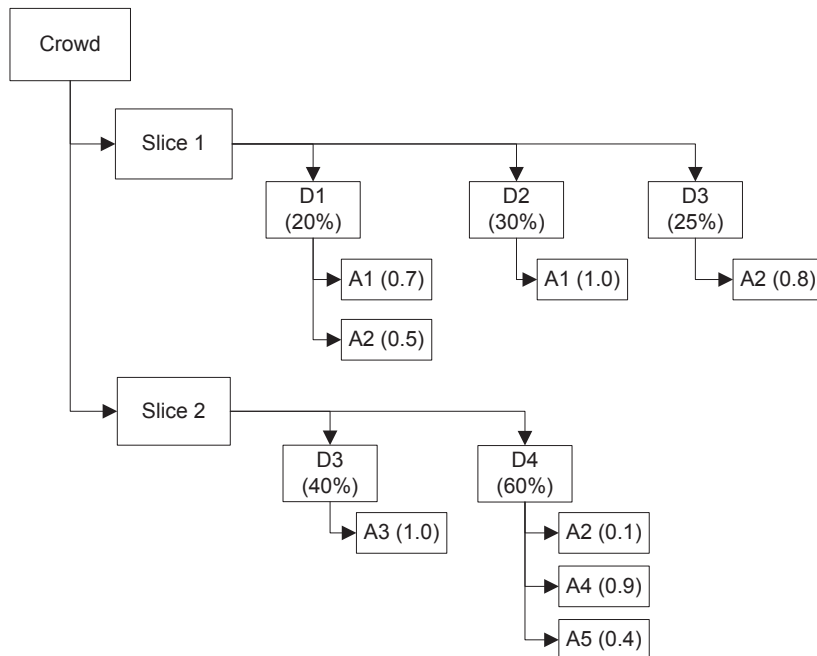 Crowd
Slice 1
D1
(20%)
D2
(30%)
D3
(25%)
A1 (0.7)
A1 (1.0)
A2 (0.8)
A2 (0.5)
Slice 2
D3
(40%)
D4
(60%)
A3 (1.0)
A2 (0.1)
A4 (0.9)
A5 (0.4)